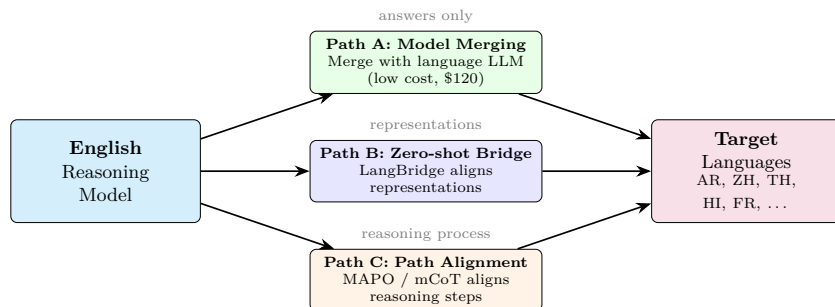 answers only
Path A: Model Merging
Merge with language LLM
(low cost, $120)
English
Reasoning
Model
representations
Path B: Zero-shot Bridge
LangBridge aligns
representations
reasoning process
Path C: Path Alignment
MAPO / mCoT aligns
reasoning steps
Target
Languages
AR, ZH, TH,
HI, FR, ...